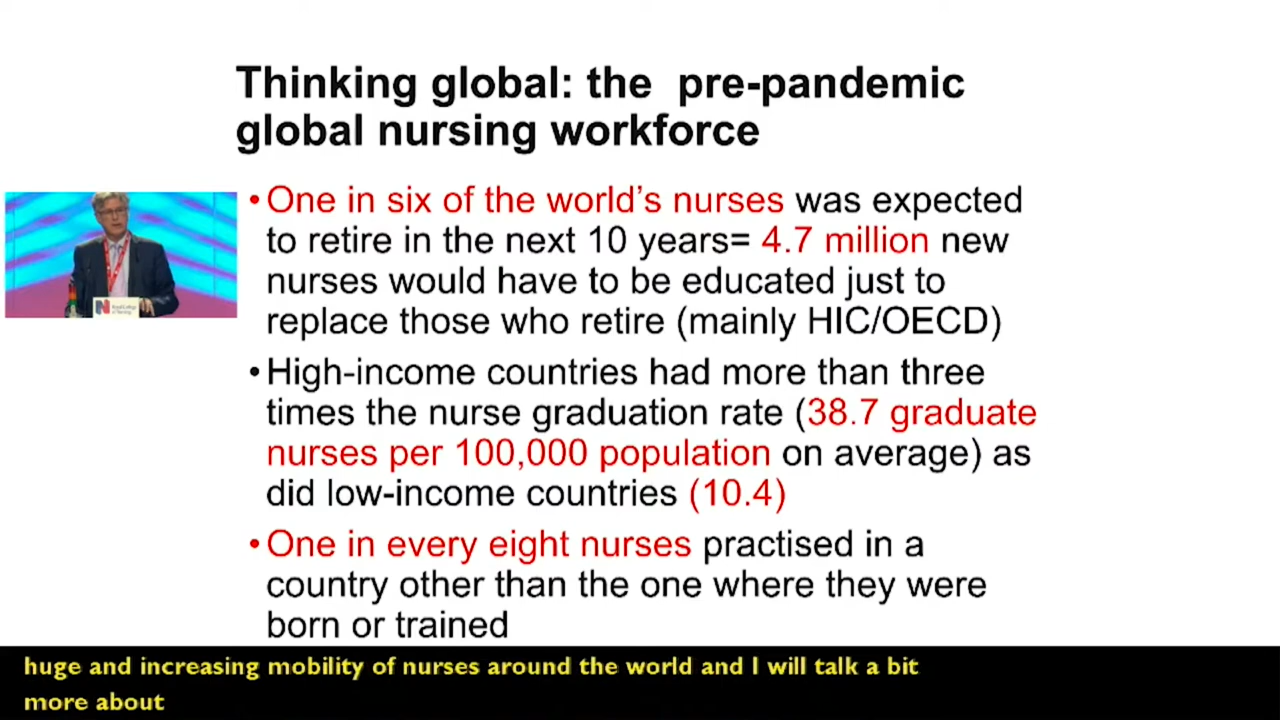 Thinking global: the pre-pandemic
global nursing workforce
•One in six of the world's nurses was expected
to retire in the next 10 years= 4.7 million new
nurses would have to be educated just to
replace those who retire (mainly HIC/OECD)
•High-income countries had more than three
times the nurse graduation rate (38.7 graduate
nurses per 100,000 population on average) as
did low-income countries (10.4)
•One in every eight nurses practised in a
country other than the one where they were
born or trained
Royal College
of Nursing
huge and increasing mobility of nurses around the world and I will talk a bit
more about